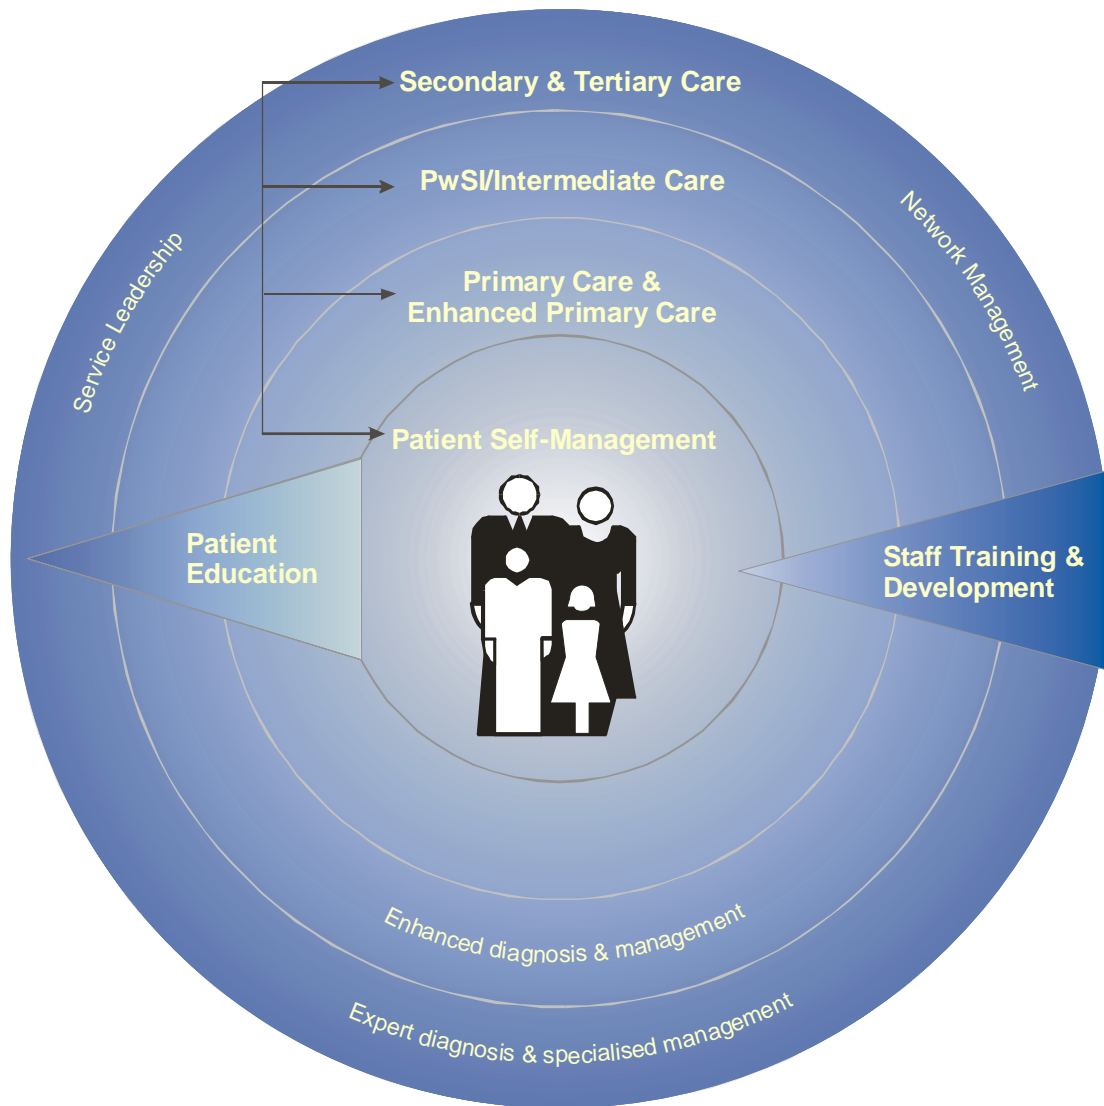 Secondary & Tertiary Care
PwSI/Intermediate Care
Network Management
Service Leadership
Primary Care &
Enhanced Primary Care
Patient Self-Management
Patient
Education
Staff Training &
Development
Enhanced diagnosis & management
Expert diagnosis & specialised management